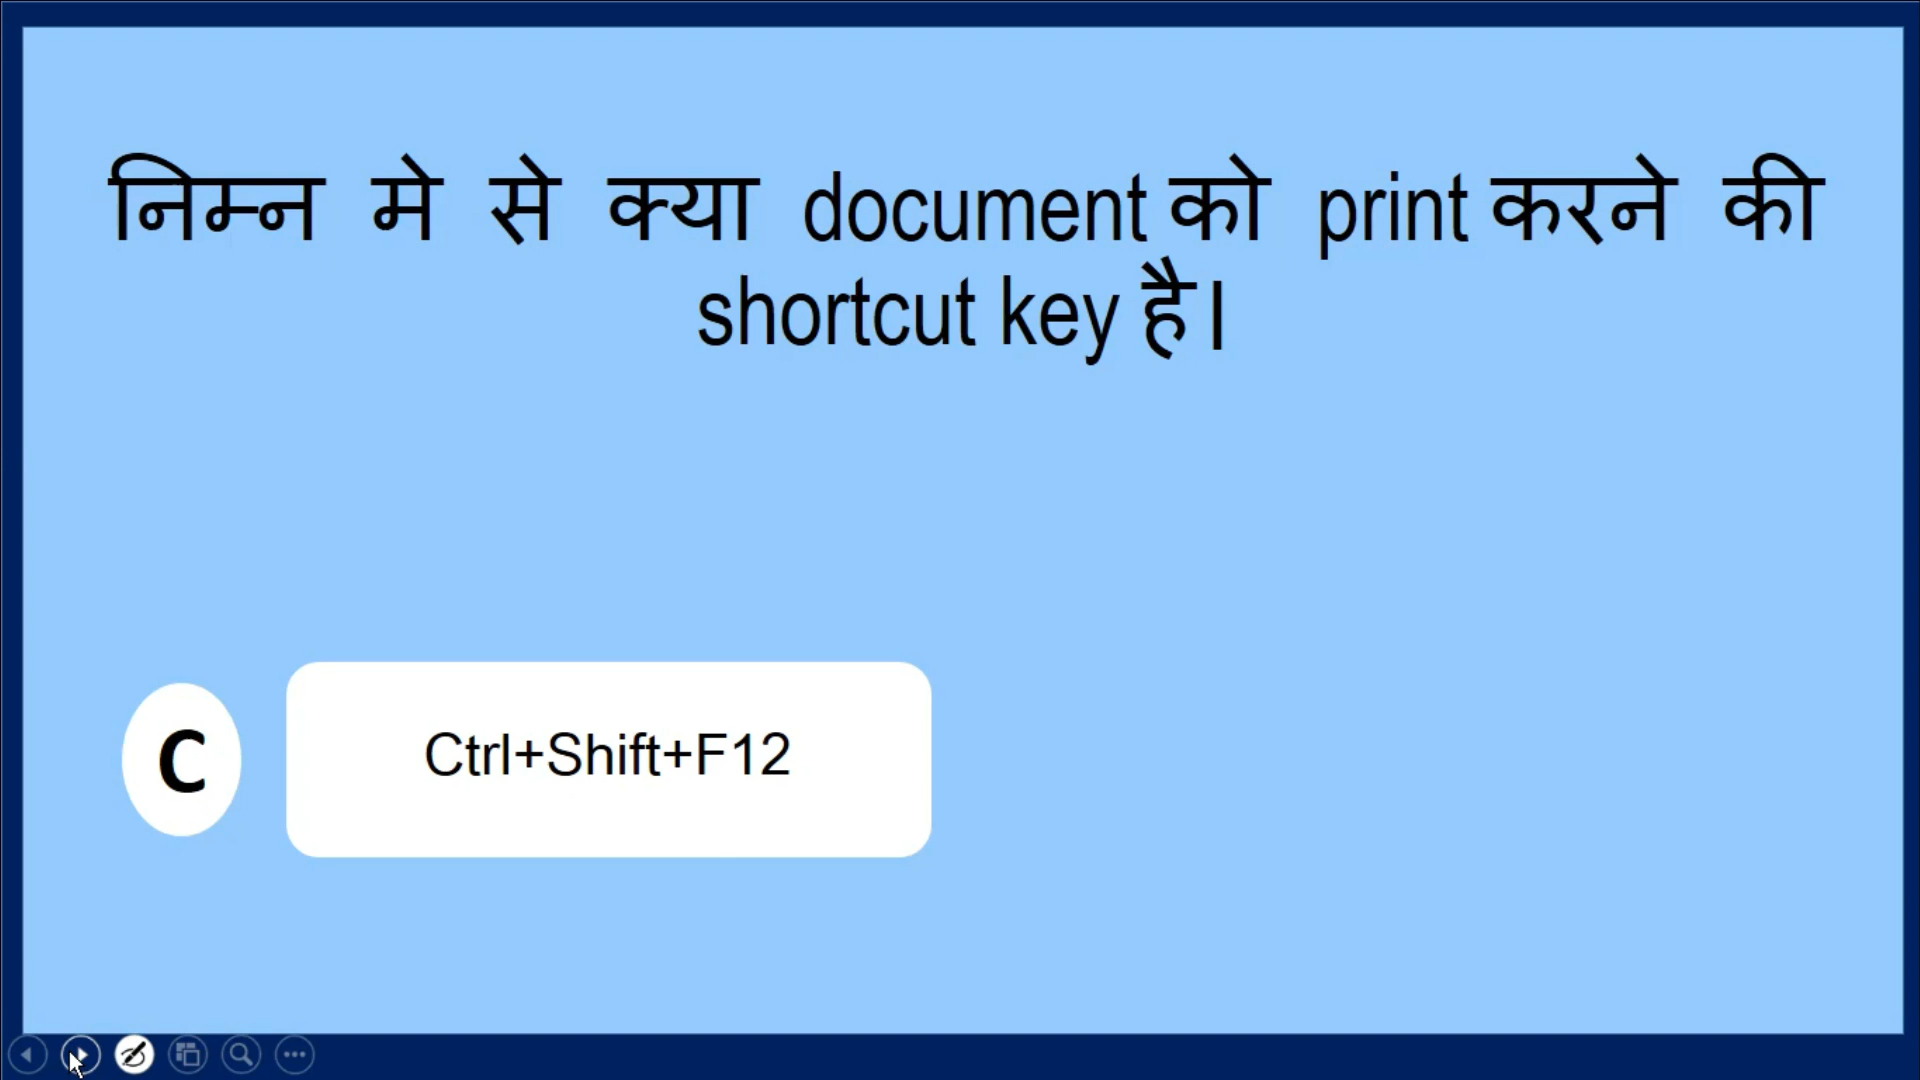 निम्न मे से क्या document को print करने की
shortcut key है।
C Ctrl+Shift+F12